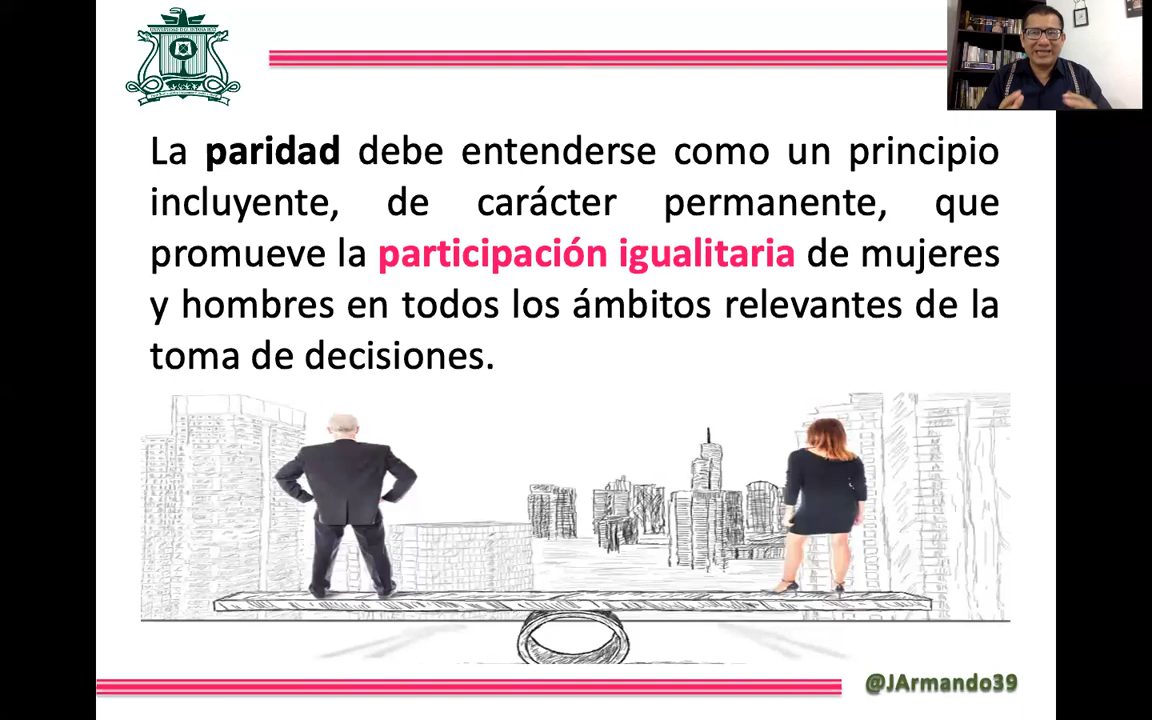 La paridad debe entenderse como un principio
incluyente, de carácter permanente, que
promueve la participación igualitaria de mujeres
y hombres en todos los ámbitos relevantes de la
toma de decisiones.
@JArmando39